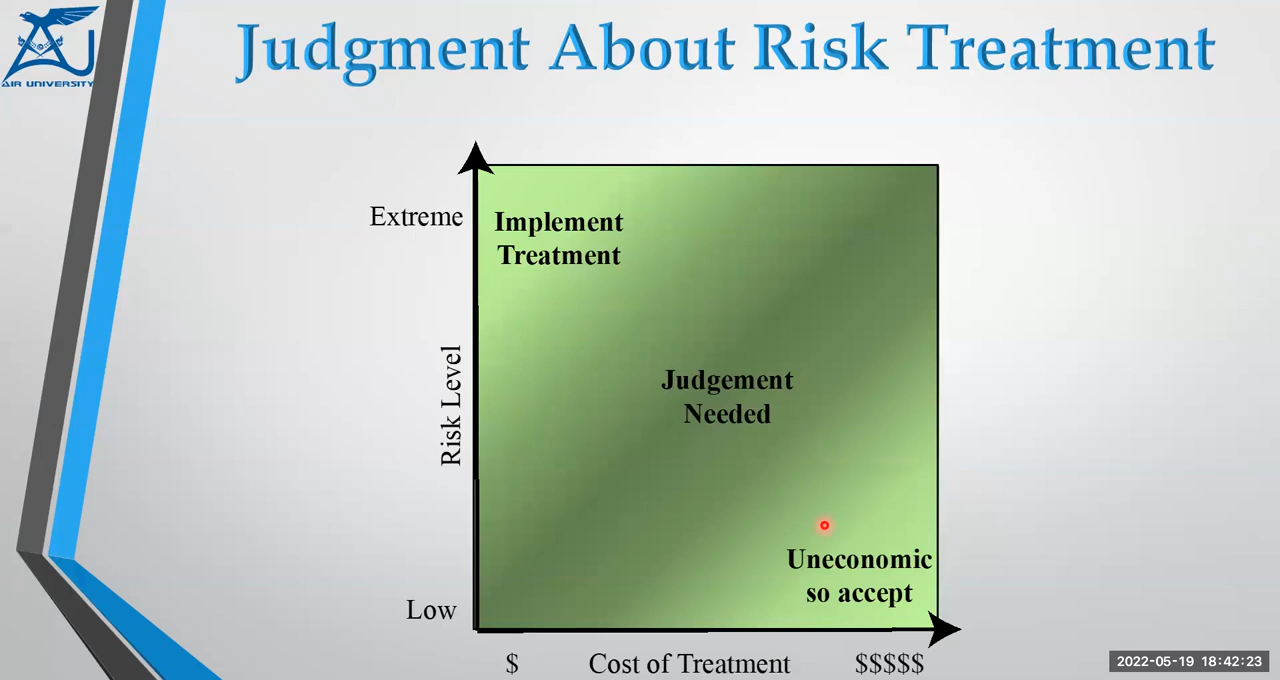 AIR UNIVERSITY
Judgment About Risk Treatment
Extreme
Implement
Treatment
Risk Level
Judgement
Needed
Uneconomic
so accept
Low
$
Cost of Treatment
$$$$$
2022-05-19 18:42:23